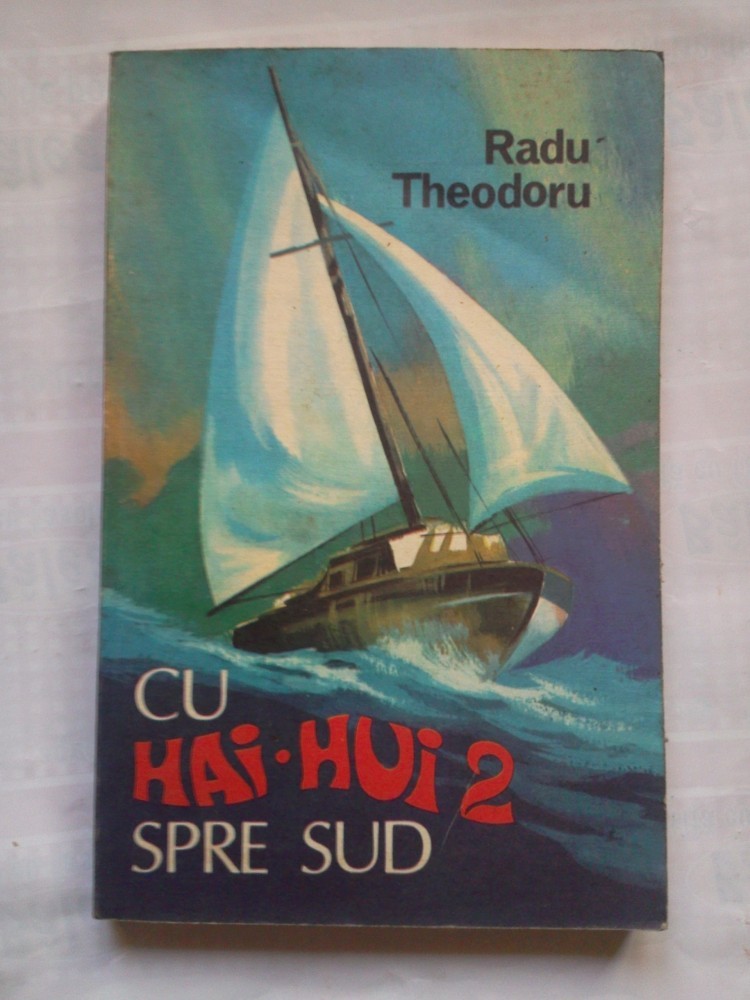 Radu
Theodoru
CU
HAi·HUi 2
SPRE SUD